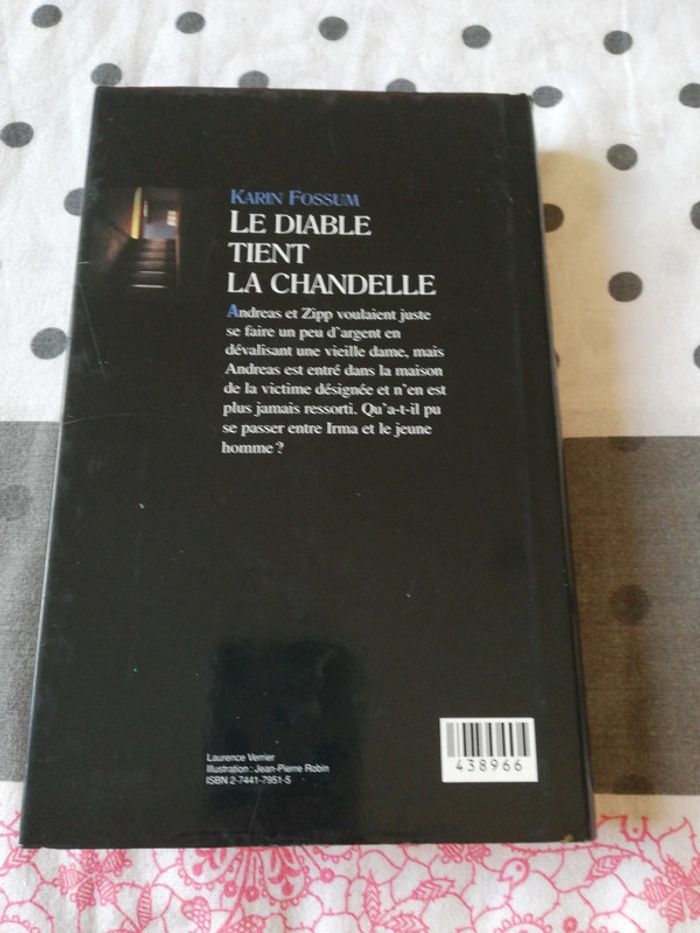 KARIN FOSSUM
LE DIABLE
TIENT
LA CHANDELLE
Andreas et Zipp voulaient juste
se faire un peu d'argent en
dévalisant une vieille dame, mais
Andreas est entré dans la maison
de la victime désignée et n'en est
plus jamais ressorti. Qu'a-t-il pu
se passer entre Irma et le jeune
homme ?
Laurence Verrier
Illustration : Jean-Pierre Robin
ISBN 2-7441-7951-5
438966